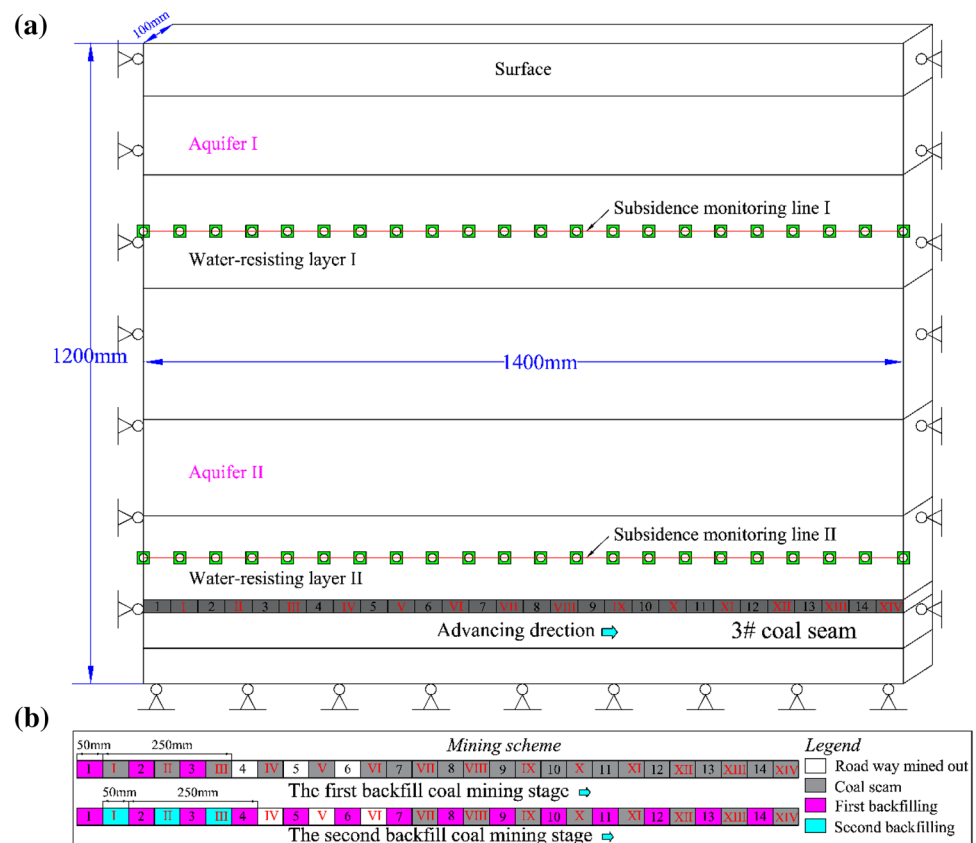 (a)
100mm
Surface
Aquifer I
Subsidence monitoring line I
Water-resisting layer I
1200mm
1400mm
Aquifer II
Subsidence monitoring line II
Water-resisting layer II
1 I 2 II 3 III 4 IV 5 V 6 VI 7 VII 8 VIII 9 IX 10 X 11 XI 12 XII 13 XIII 14 XIV
Advancing drection
3# coal seam
(b)
50mm 250mm
Mining scheme
1 I 2 II 3 III 4 IV 5 V 6 VI 7 VII 8 VIII 9 IX 10 X 11 XI 12 XII 13 XIII 14 XIV
The first backfill coal mining stage
50mm 250mm
1 I 2 II 3 III 4 IV 5 V 6 VI 7 VII 8 VIII 9 IX 10 X 11 XI 12 XII 13 XIII 14 XIV
The second backfill coal mining stage
Legend
Road way mined out
Coal seam
First backfilling
Second backfilling